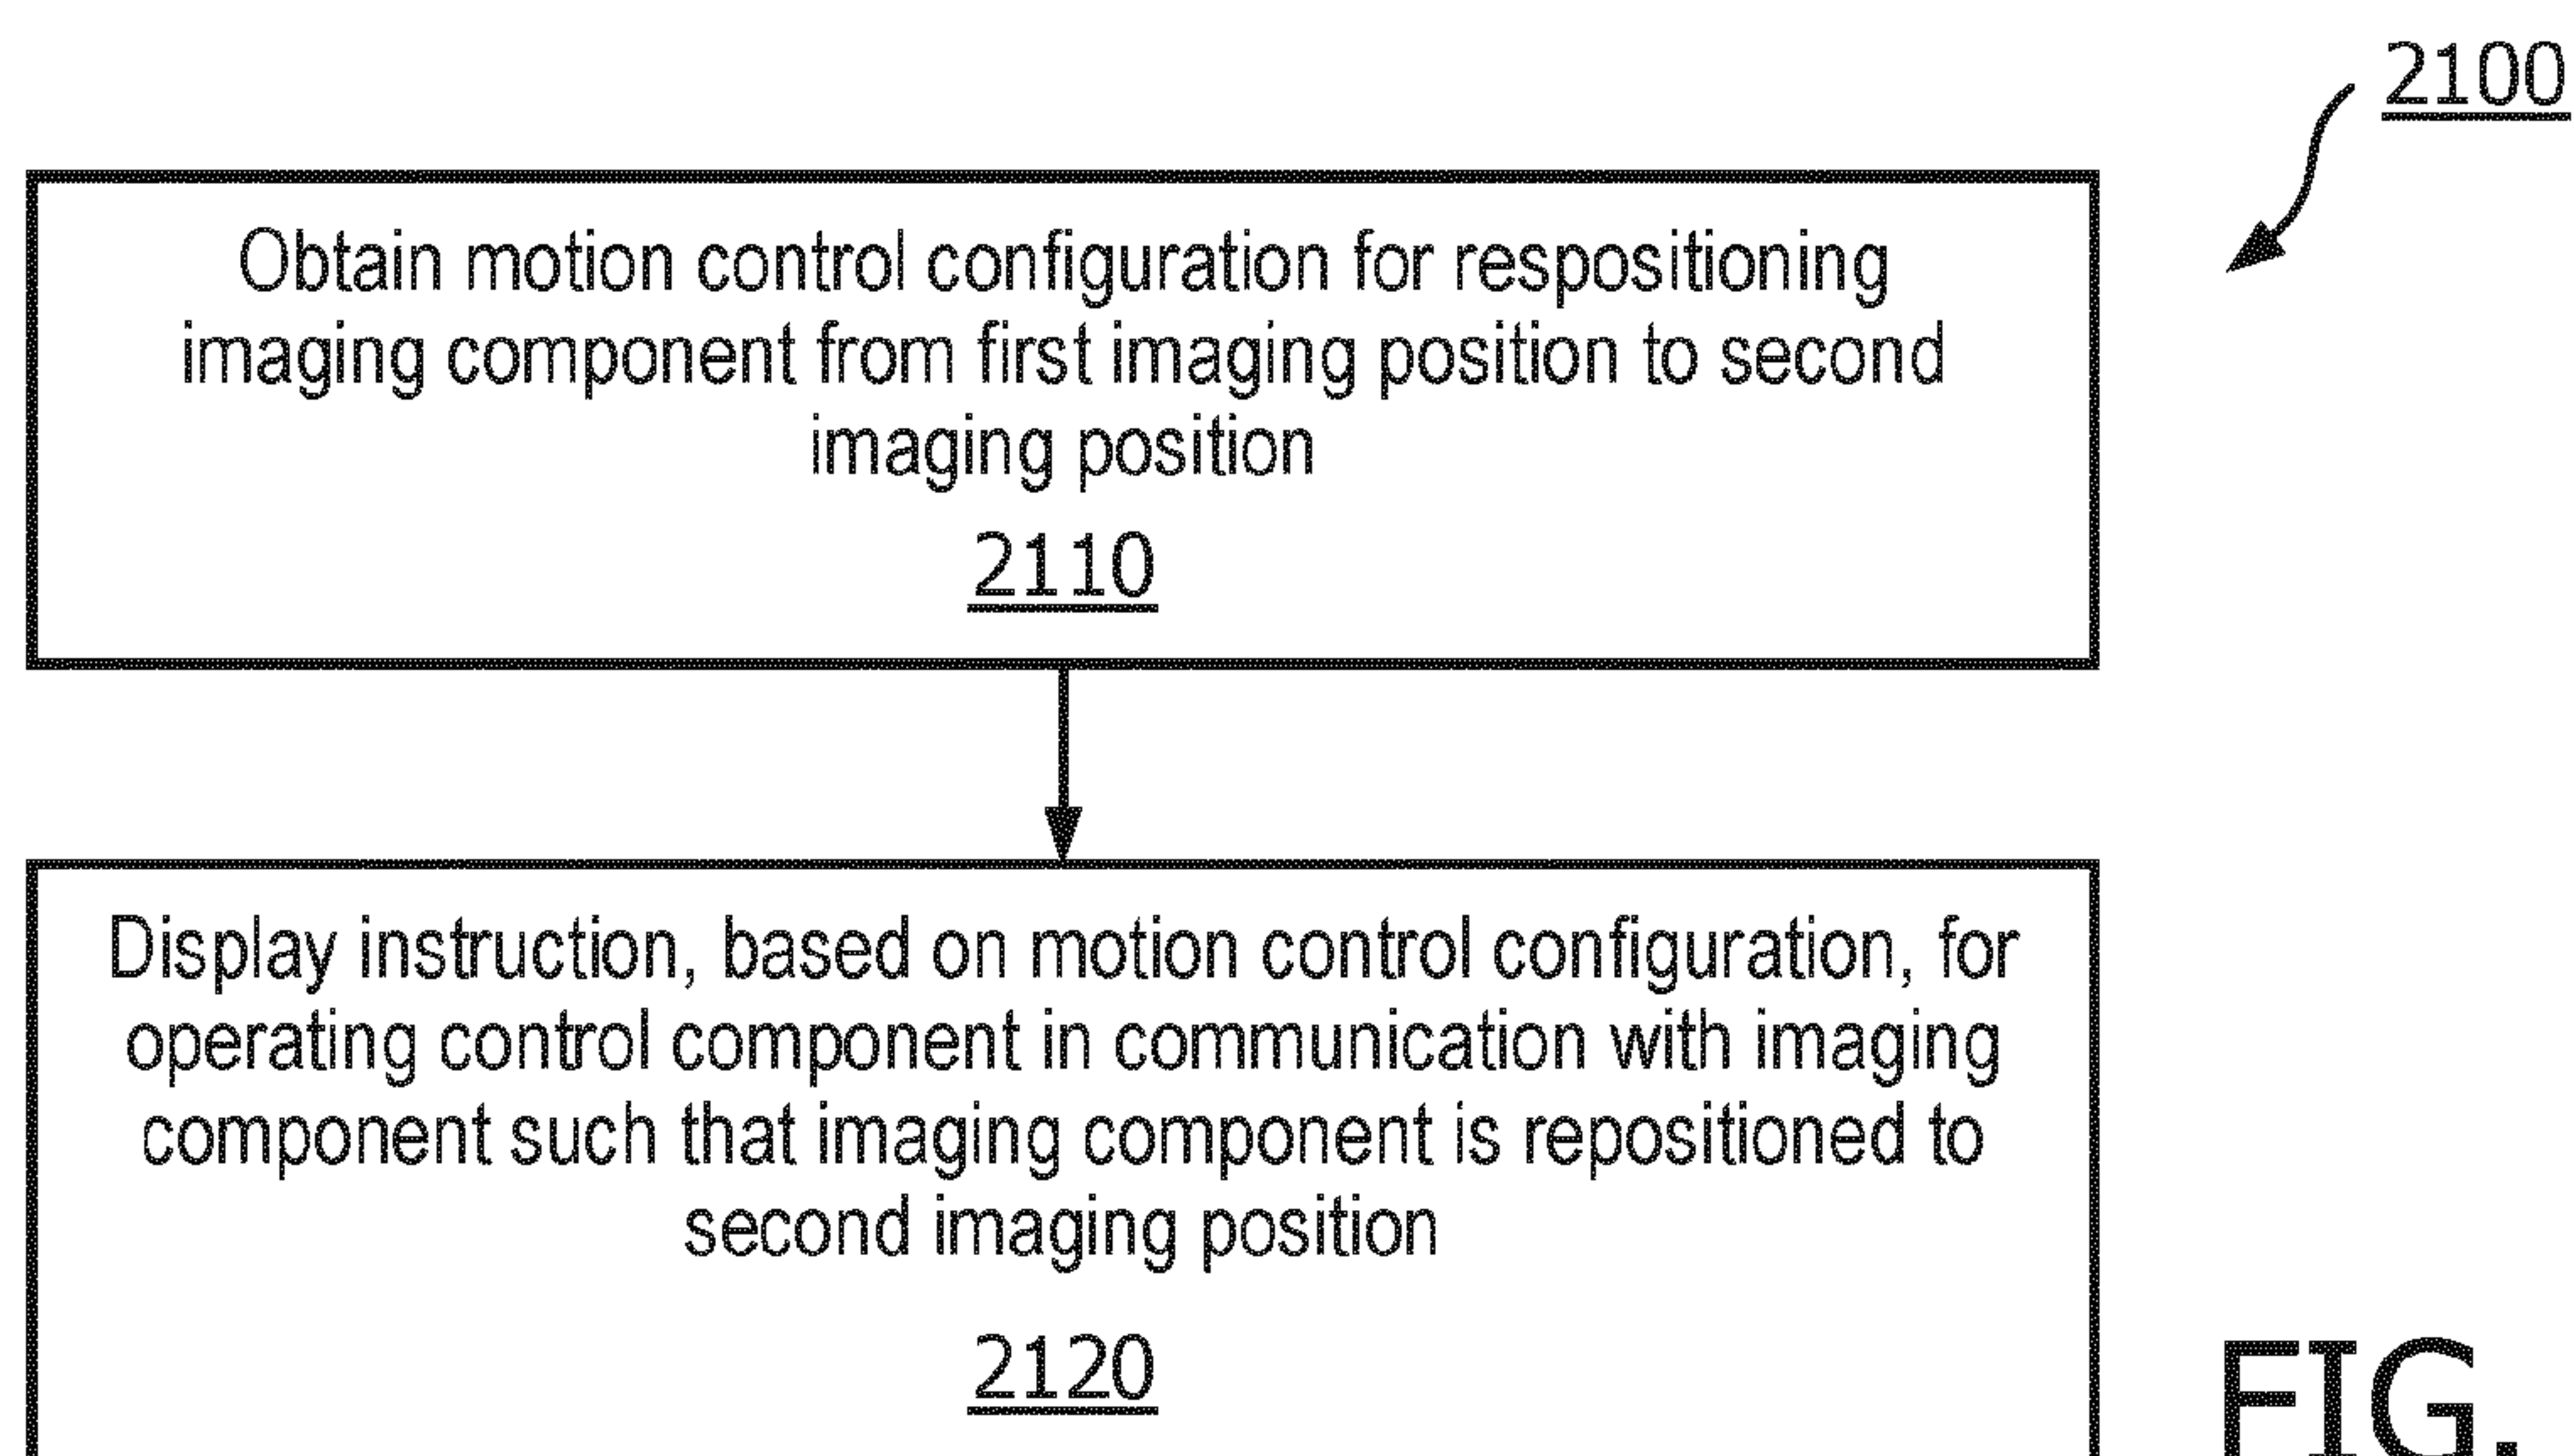 2100
Obtain motion control configuration for respositioning
imaging component from first imaging position to second
imaging position
2110
Display instruction, based on motion control configuration, for
operating control component in communication with imaging
component such that imaging component is repositioned to
second imaging position
2120
FIG.